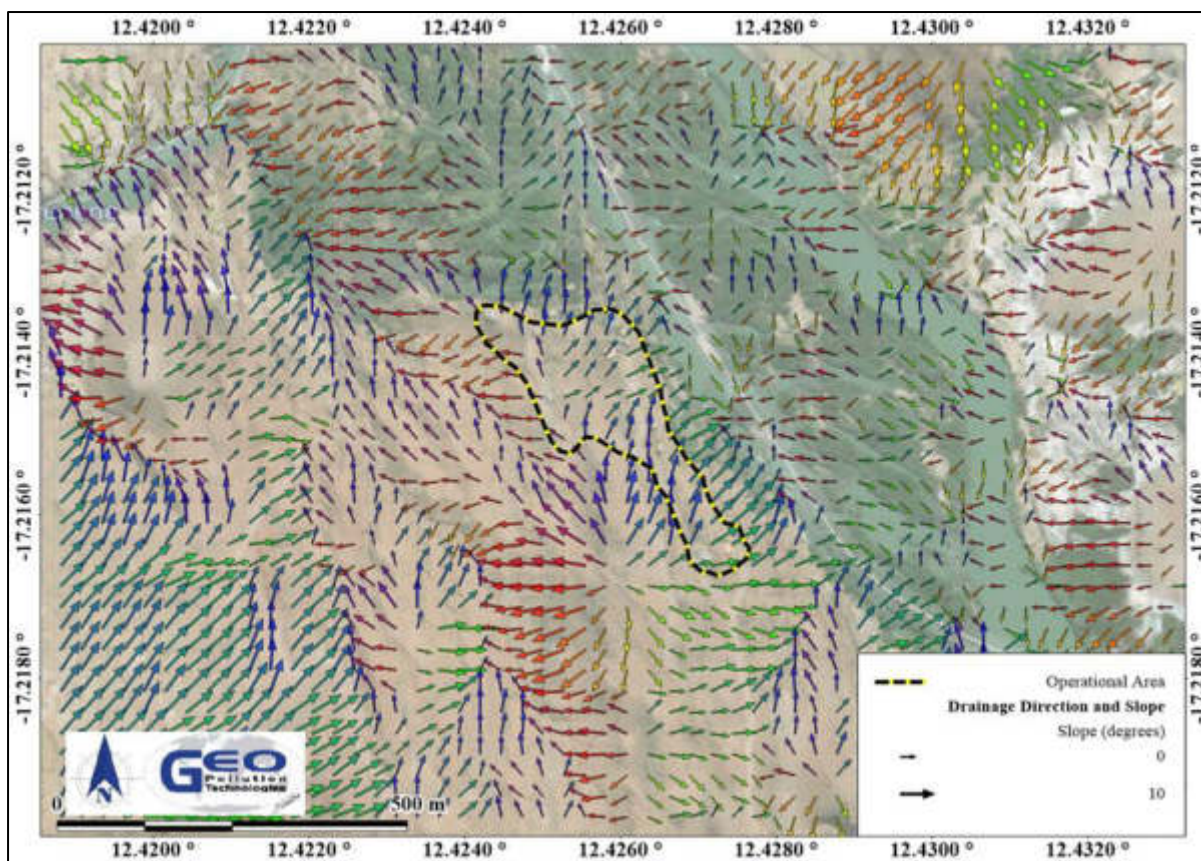 12.4200 ° 12.4220 ° 12.4240 ° 12.4260 ° 12.4280 ° 12.4300 ° 12.4320 °
-17.2120 ° -17.2120 °
-17.2140 ° -17.2140 °
-17.2160 ° -17.2160 °
-17.2180 ° -17.2180 °
Operational Area
Drainage Direction and Slope
Slope (degrees)
0
10
N
GEO
Pollution
Technologies
0 500 m
12.4200 ° 12.4220 ° 12.4240 ° 12.4260 ° 12.4280 ° 12.4300 ° 12.4320 °